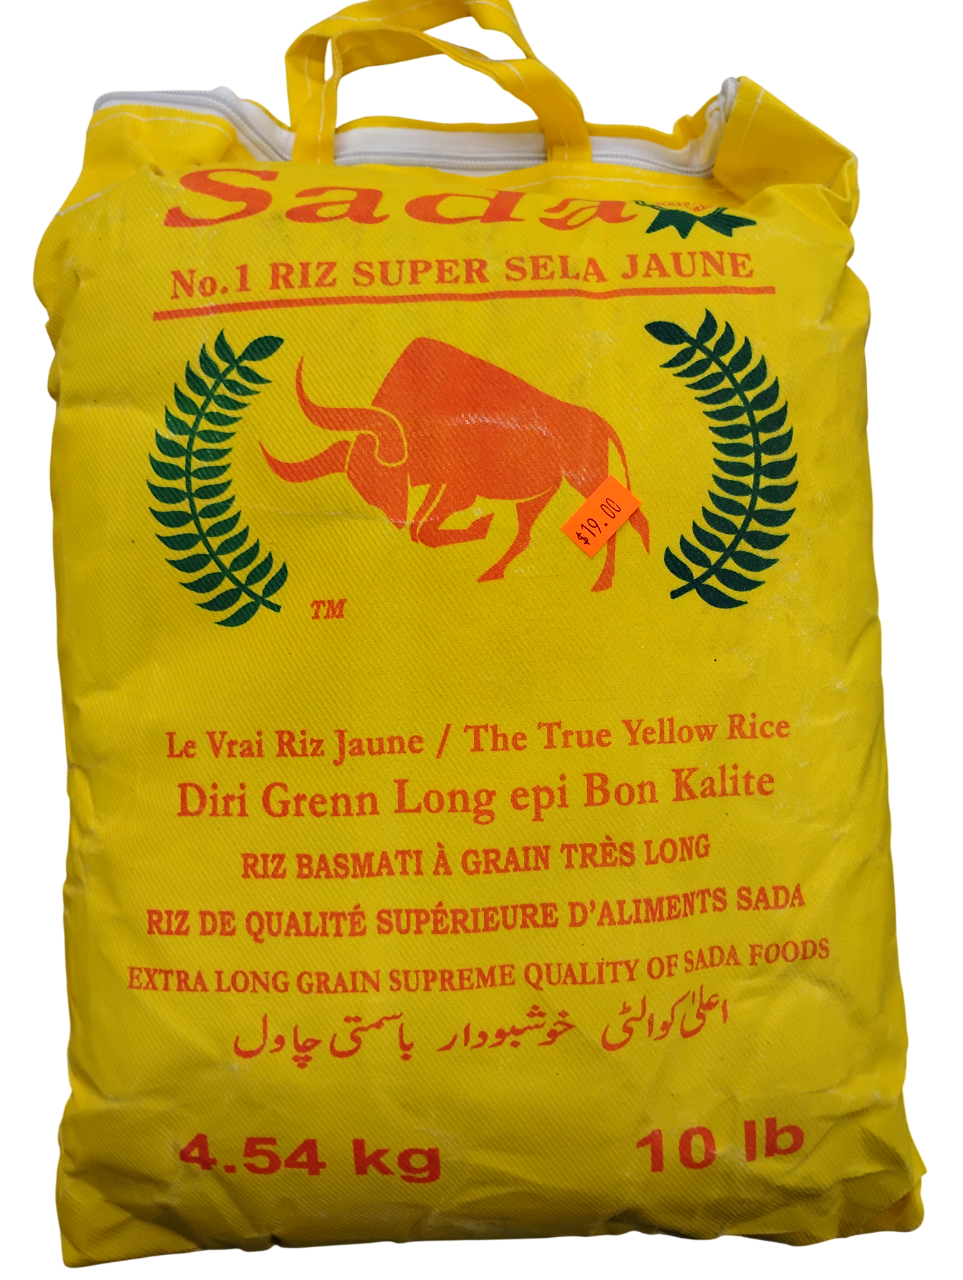 Sada
No.1 RIZ SUPER SELA JAUNE
$19.00
TM
Le Vrai Riz Jaune / The True Yellow Rice
Diri Grenn Long epi Bon Kalite
RIZ BASMATI À GRAIN TRÈS LONG
RIZ DE QUALITÉ SUPÉRIEURE D'ALIMENTS SADA
EXTRA LONG GRAIN SUPREME QUALITY OF SADA FOODS
اعلیٰ کوالٹی خوشبودار باسمتی چاول
4.54 kg 10 lb